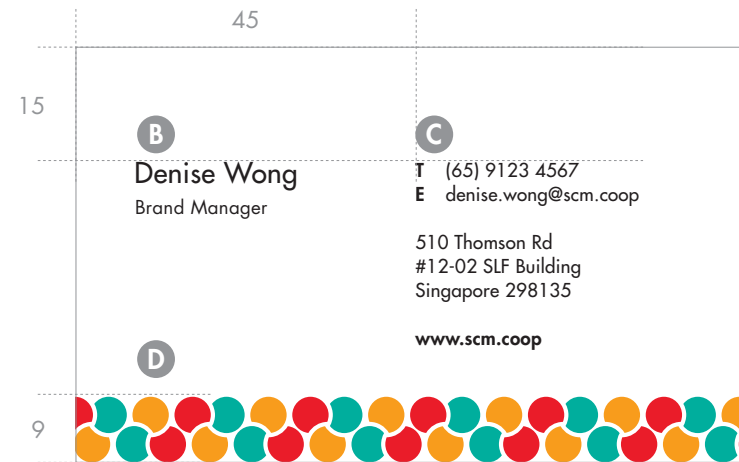 45
15
B
C
Denise Wong
Brand Manager
T (65) 9123 4567
E denise.wong@scm.coop
510 Thomson Rd
#12-02 SLF Building
Singapore 298135
www.scm.coop
D
9